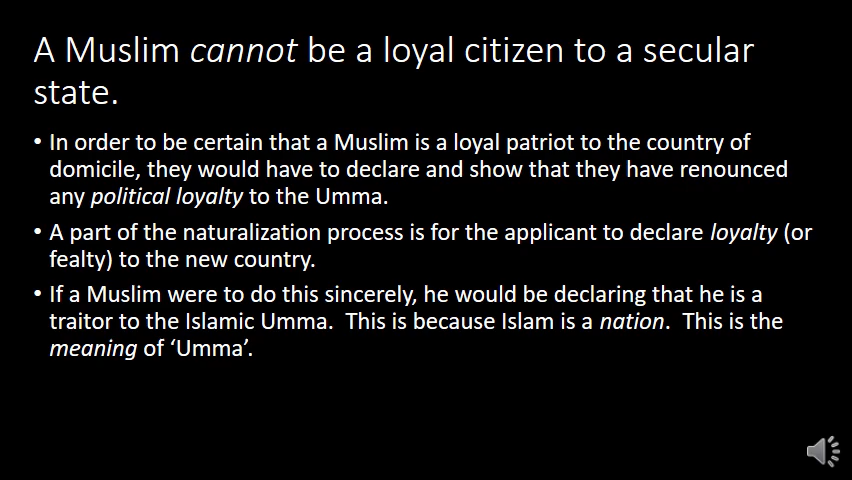 A Muslim cannot be a loyal citizen to a secular
state.
• In order to be certain that a Muslim is a loyal patriot to the country of
domicile, they would have to declare and show that they have renounced
any political loyalty to the Umma.
• A part of the naturalization process is for the applicant to declare loyalty (or
fealty) to the new country.
• If a Muslim were to do this sincerely, he would be declaring that he is a
traitor to the Islamic Umma.  This is because Islam is a nation.  This is the
meaning of ‘Umma’.